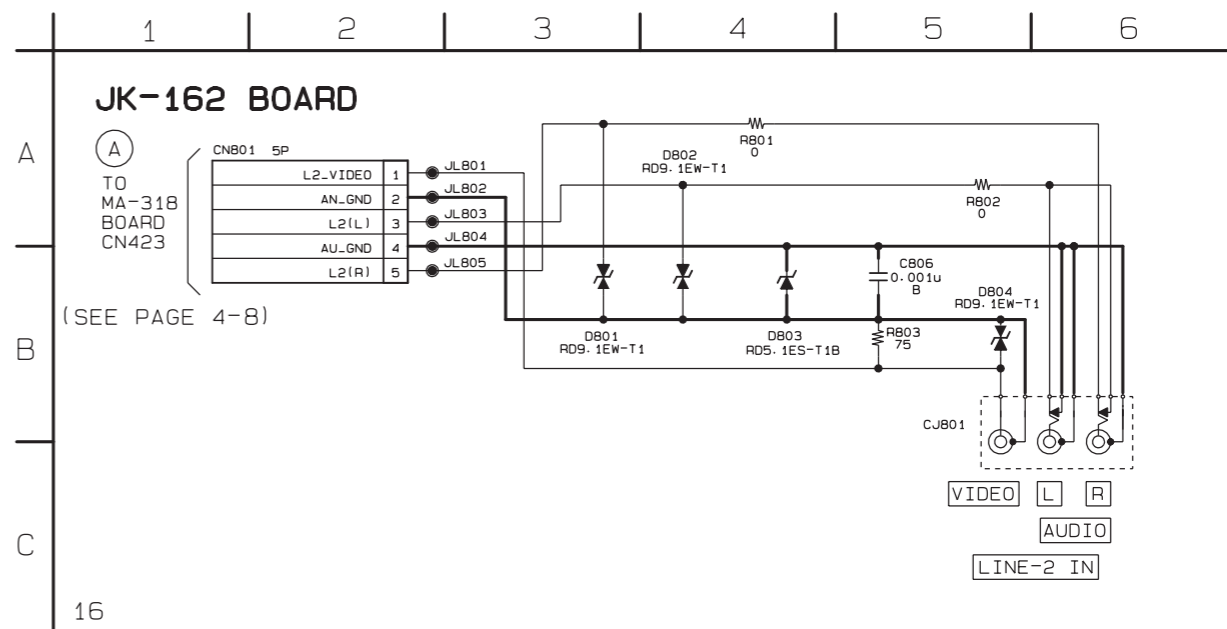 1 2 3 4 5 6
JK-162 BOARD
A
A
TO
MA-318
BOARD
CN423
(SEE PAGE 4-8)
CN801 5P
L2_VIDEO 1
AN_GND 2
L2(L) 3
AU_GND 4
L2(R) 5
JL801
JL802
JL803
JL804
JL805
R801
0
D802
RD9.1EW-T1
R802
0
B
C806
0.001u
B
D804
RD9.1EW-T1
D801
RD9.1EW-T1
D803
RD5.1ES-T1B
R803
75
CJ801
C
VIDEO L R
AUDIO
LINE-2 IN
16